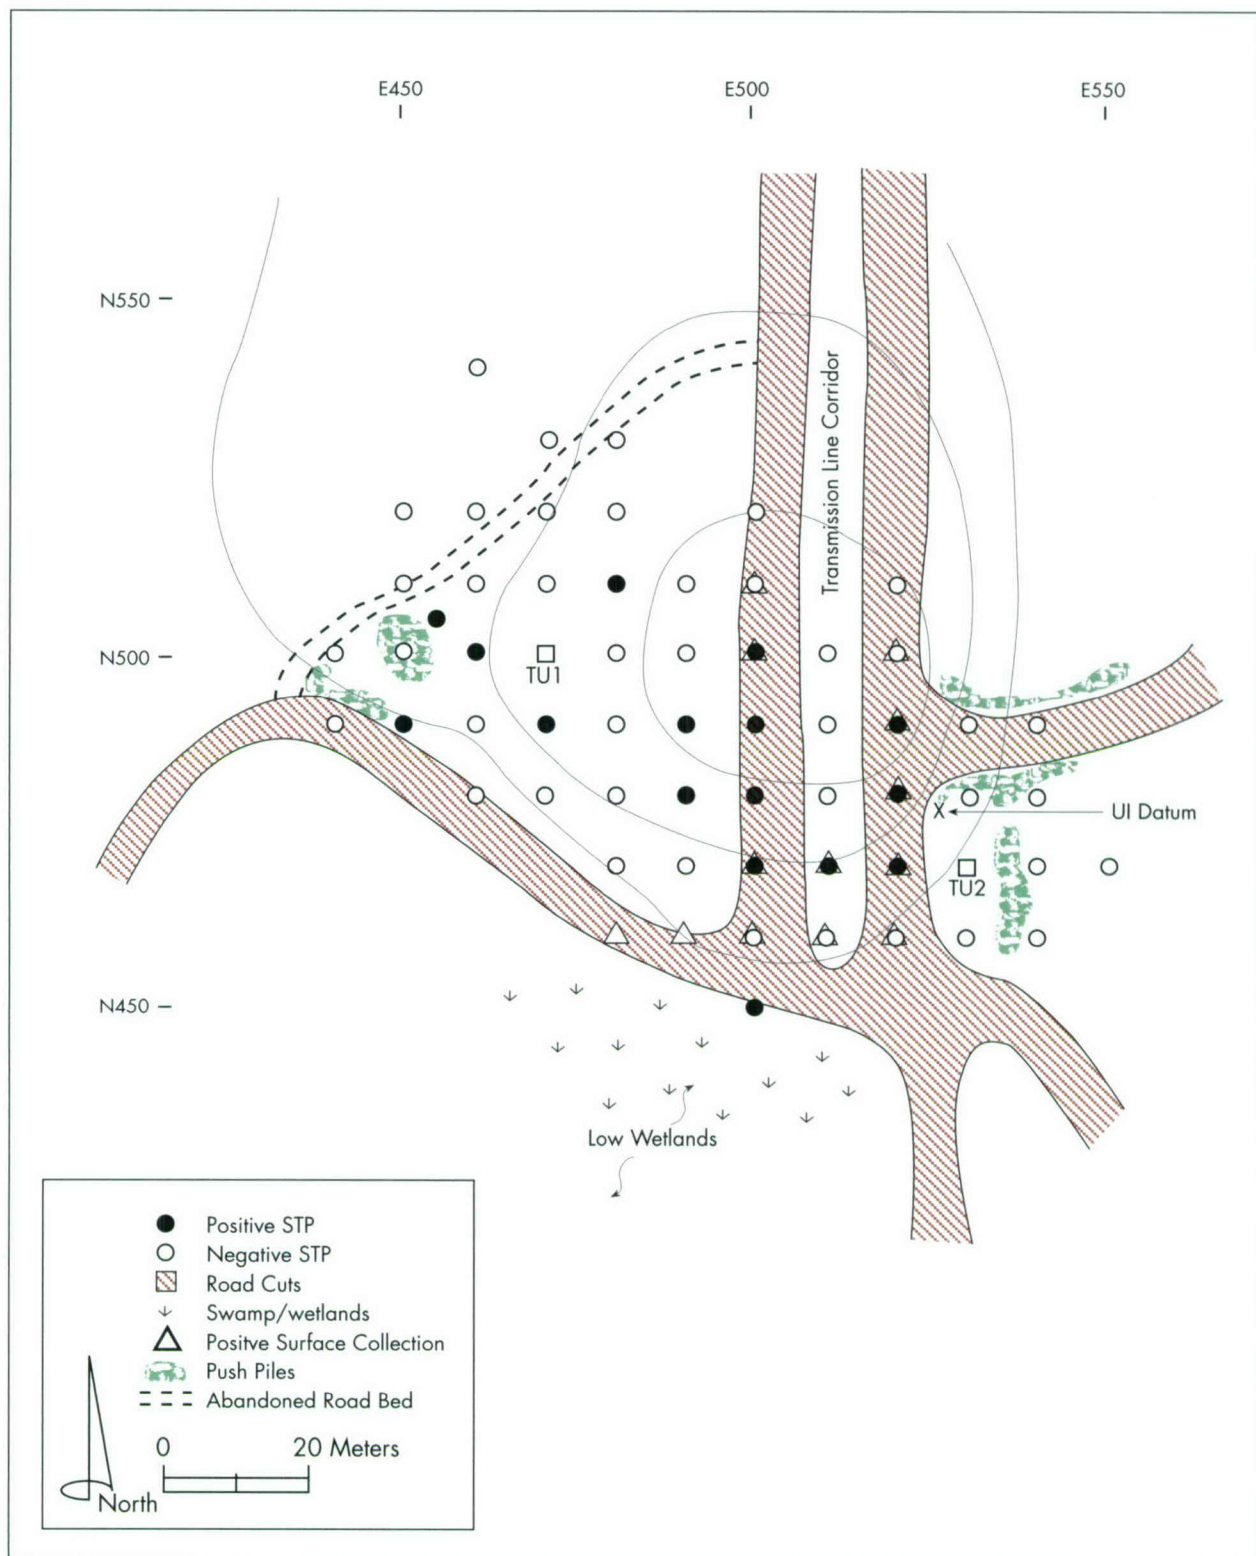 E450
E500
E550
N550
Transmission Line Corridor
N500
TU1
X
UI Datum
TU2
N450
Low Wetlands
Positive STP
Negative STP
Road Cuts
Swamp/wetlands
Positve Surface Collection
Push Piles
Abandoned Road Bed
0
20 Meters
North